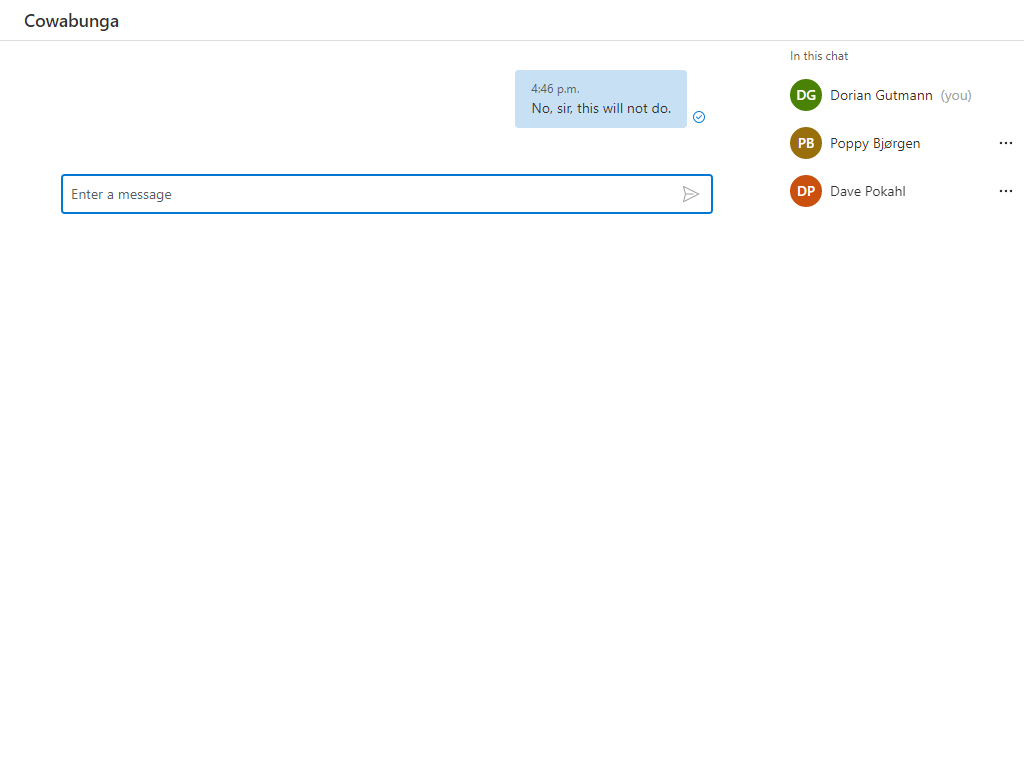 Cowabunga
4:46 p.m.
No, sir, this will not do.
Enter a message
In this chat
DG Dorian Gutmann (you)
PB Poppy Bjørgen
DP Dave Pokahl